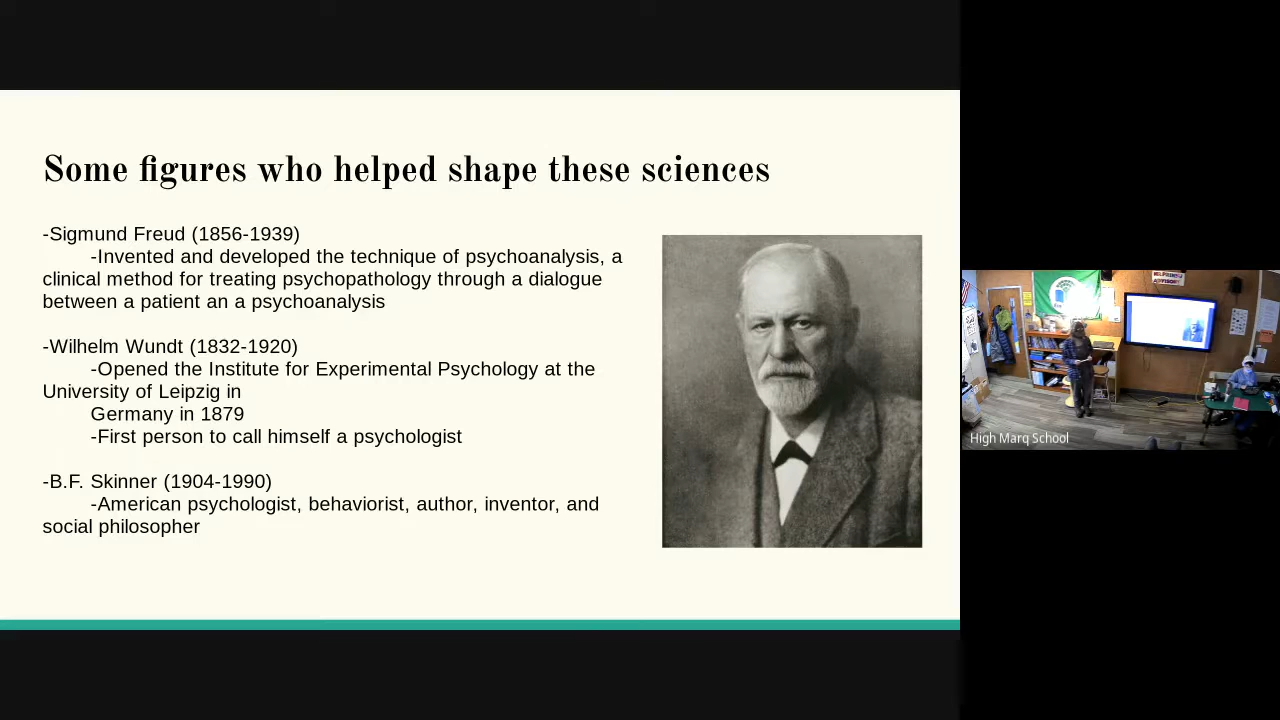 Some figures who helped shape these sciences
-Sigmund Freud (1856-1939)
-Invented and developed the technique of psychoanalysis, a
clinical method for treating psychopathology through a dialogue
between a patient an a psychoanalysis
-Wilhelm Wundt (1832-1920)
-Opened the Institute for Experimental Psychology at the
University of Leipzig in
Germany in 1879
-First person to call himself a psychologist
-B.F. Skinner (1904-1990)
-American psychologist, behaviorist, author, inventor, and
social philosopher
High Marq School